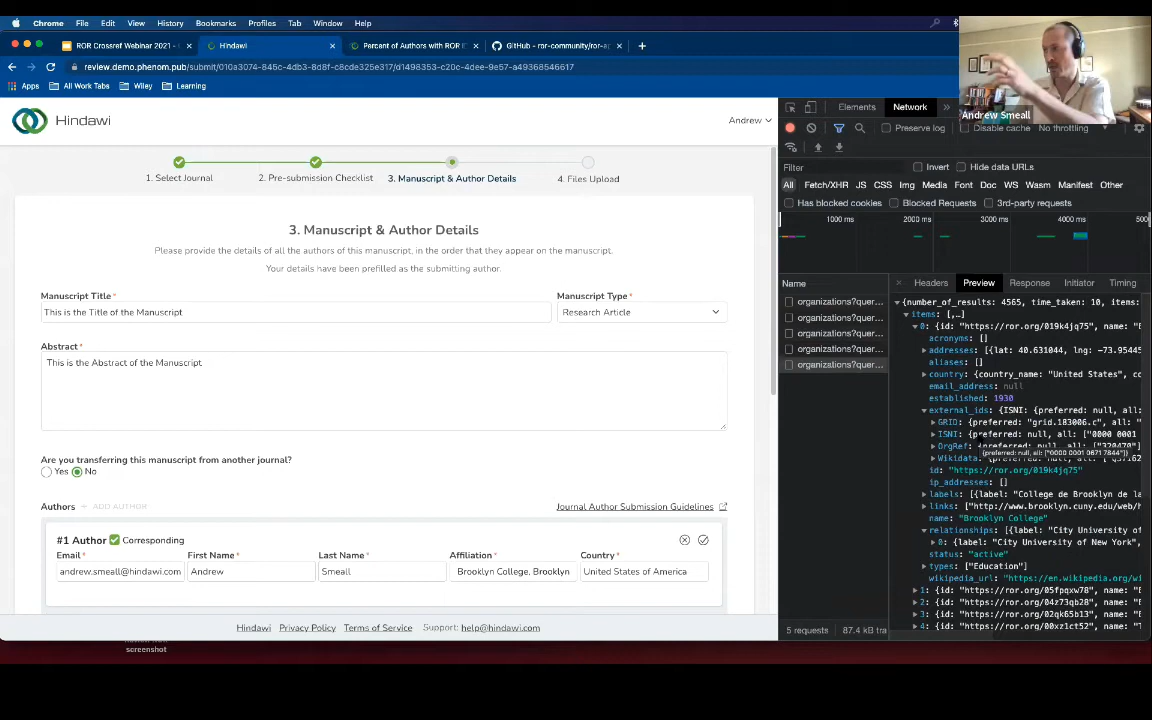 Chrome File Edit View History Bookmarks Profiles Tab Window Help
ROR Crossref Webinar 2021 -
Hindawi
Percent of Authors with ROR
GitHub - ror-community/ror-a
review.demo.phenom.pub/submit/010a3074-845c-4db3-8d8f-c8cde325e317/d1498353-c20c-4dee-9e57-a49368546617
Apps All Work Tabs Wiley Learning
Andrew Smeall
Hindawi
Andrew
1. Select Journal
2. Pre-submission Checklist
3. Manuscript & Author Details
4. Files Upload
3. Manuscript & Author Details
Please provide the details of all the authors of this manuscript, in the order that they appear on the manuscript.
Your details have been prefilled as the submitting author.
Manuscript Title* Manuscript Type*
This is the Title of the Manuscript Research Article
Abstract*
This is the Abstract of the Manuscript
Are you transferring this manuscript from another journal?
Yes No
Authors + ADD AUTHOR Journal Author Submission Guidelines
#1 Author Corresponding
Email* First Name* Last Name* Affiliation* Country*
andrew.smeall@hindawi.com Andrew Smeall Brooklyn College, Brooklyn United States of America
Hindawi Privacy Policy Terms of Service Support: help@hindawi.com
screenshot
Elements Network »
Preserve log Disable cache No throttling
Filter Invert Hide data URLs
All Fetch/XHR JS CSS Img Media Font Doc WS Wasm Manifest Other
Has blocked cookies Blocked Requests 3rd-party requests
1000 ms 2000 ms 3000 ms 4000 ms 500
Name
organizations?quer...
organizations?quer...
organizations?quer...
organizations?quer...
organizations?quer...
5 requests 87.4 kB tra
Headers Preview Response Initiator Timing
{number_of_results: 4565, time_taken: 10, items:
items: [,…]
0: {id: "https://ror.org/019k4jq75", name: "
acronyms: []
addresses: [{lat: 40.631044, lng: -73.95445
aliases: []
country: {country_name: "United States", co
email_address: null
established: 1930
external_ids: {ISNI: {preferred: null, all:
GRID: {preferred: "grid.183006.c", all: "
ISNI: {preferred: null, all: ["0000 0001
OrgRef: {preferred: null, all: ["320470"]
{preferred: null, all: ["0000 0001 0671 7844"]}
Wikidata:
id: "https://ror.org/019k4jq75"
ip_addresses: []
labels: [{label: "College de Brooklyn de la
links: ["http://www.brooklyn.cuny.edu/web/h
name: "Brooklyn College"
relationships: [{label: "City University of
0: {label: "City University of New York",
status: "active"
types: ["Education"]
wikipedia_url: "https://en.wikipedia.org/wi
1: {id: "https://ror.org/05fpqxw78", name: "
2: {id: "https://ror.org/04z73qb28", name: "
3: {id: "https://ror.org/02qk65b13", name: "
4: {id: "https://ror.org/00xz1ct52", name: "